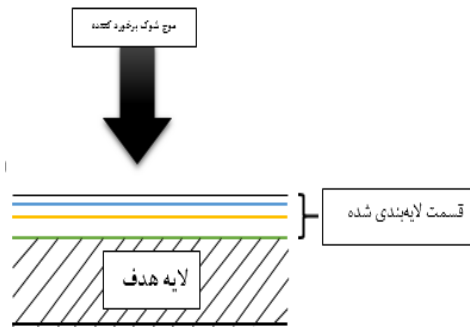 موج شوک برخورد کننده
قسمت لایه‌بندی شده
لایه هدف